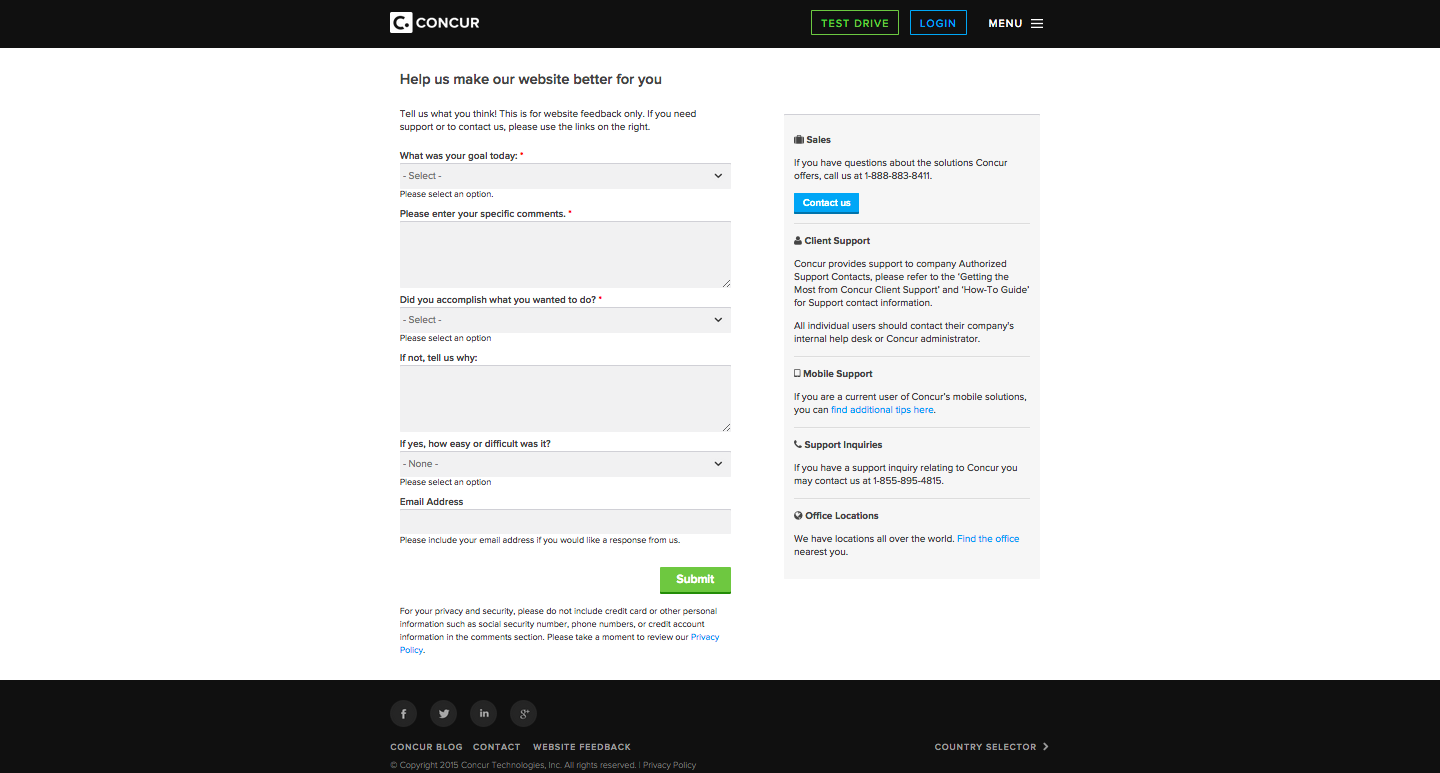 C. CONCUR
TEST DRIVE
LOGIN
MENU
Help us make our website better for you
Tell us what you think! This is for website feedback only. If you need
support or to contact us, please use the links on the right.
What was your goal today: *
- Select -
Please select an option.
Please enter your specific comments. *
Did you accomplish what you wanted to do? *
- Select -
Please select an option
If not, tell us why:
If yes, how easy or difficult was it?
- None -
Please select an option
Email Address
Please include your email address if you would like a response from us.
Submit
For your privacy and security, please do not include credit card or other personal
information such as social security number, phone numbers, or credit account
information in the comments section. Please take a moment to review our Privacy
Policy.
Sales
If you have questions about the solutions Concur
offers, call us at 1-888-883-8411.
Contact us
Client Support
Concur provides support to company Authorized
Support Contacts, please refer to the 'Getting the
Most from Concur Client Support' and 'How-To Guide'
for Support contact information.
All individual users should contact their company's
internal help desk or Concur administrator.
Mobile Support
If you are a current user of Concur's mobile solutions,
you can find additional tips here.
Support Inquiries
If you have a support inquiry relating to Concur you
may contact us at 1-855-895-4815.
Office Locations
We have locations all over the world. Find the office
nearest you.
f
in
g+
CONCUR BLOG
CONTACT
WEBSITE FEEDBACK
COUNTRY SELECTOR
© Copyright 2015 Concur Technologies, Inc. All rights reserved. | Privacy Policy